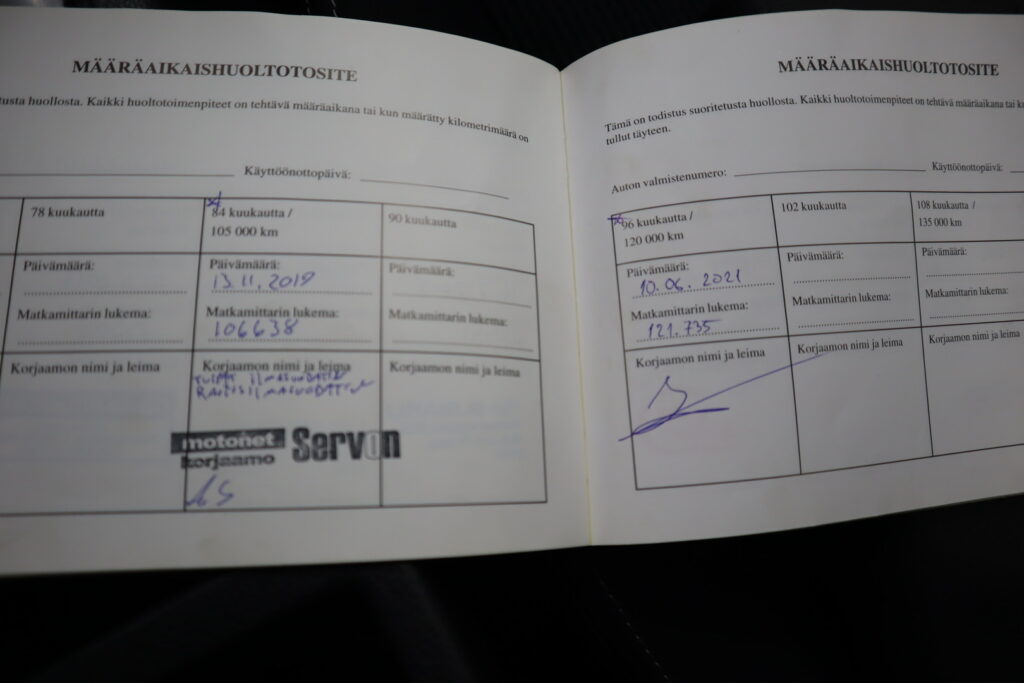 MÄÄRÄAIKAISHUOLTOTOSITE
tusta huollosta. Kaikki huoltotoimenpiteet on tehtävä määräaikana tai kun määrätty kilometrimäärä on
Käyttöönottopäivä:
78 kuukautta
84 kuukautta /
105 000 km
90 kuukautta
Päivämäärä:
Päivämäärä:
13.11.2019
Päivämäärä:
Matkamittarin lukema:
Matkamittarin lukema:
106638
Matkamittarin lukema:
Korjaamon nimi ja leima
Korjaamon nimi ja leima
RAITIS ILMASUODATIN
Korjaamon nimi ja leima
motonet
korjaamo
Servon
MÄÄRÄAIKAISHUOLTOTOSITE
Tämä on todistus suoritetusta huollosta. Kaikki huoltotoimenpiteet on tehtävä määräaikana tai ku
tullut täyteen.
Auton valmistenumero:
Käyttöönottopäivä:
96 kuukautta /
120 000 km
102 kuukautta
108 kuukautta /
135 000 km
Päivämäärä:
10.06.2021
Päivämäärä:
Päivämäärä:
Matkamittarin lukema:
121.735
Matkamittarin lukema:
Matkamittarin lukema:
Korjaamon nimi ja leima
Korjaamon nimi ja leima
Korjaamon nimi ja